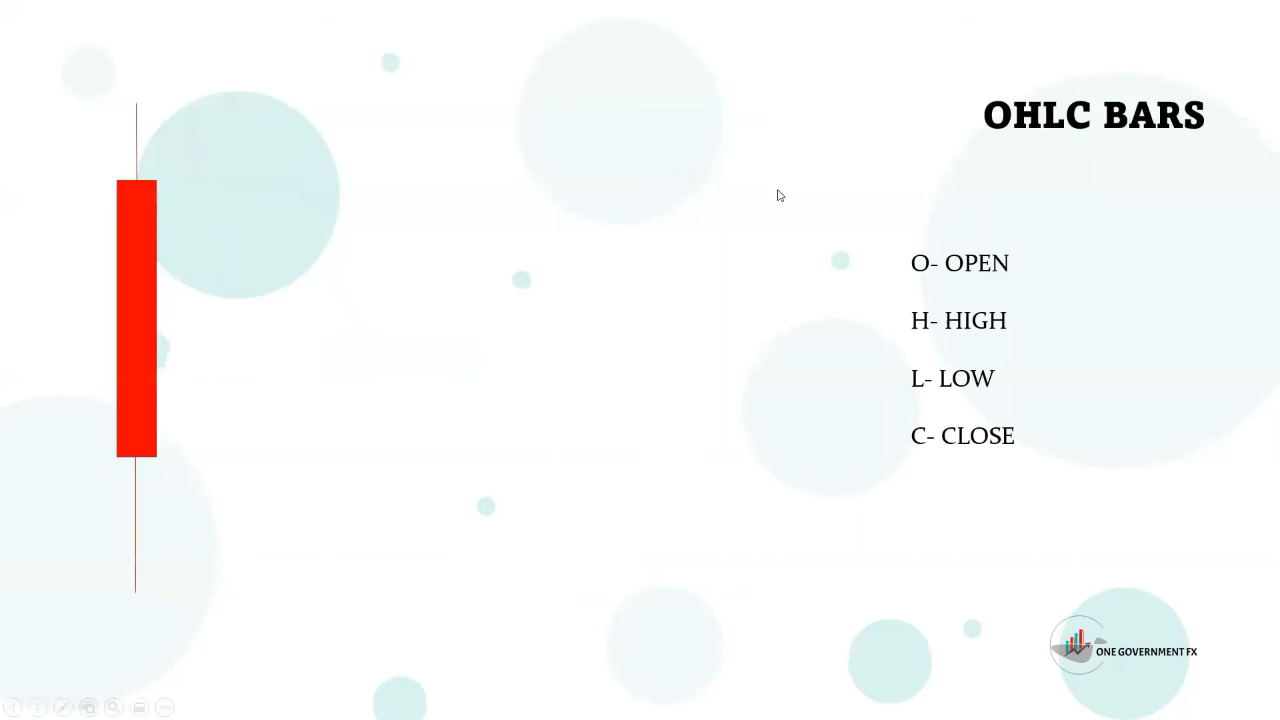 OHLC BARS
O- OPEN
H- HIGH
L- LOW
C- CLOSE
ONE GOVERNMENT FX